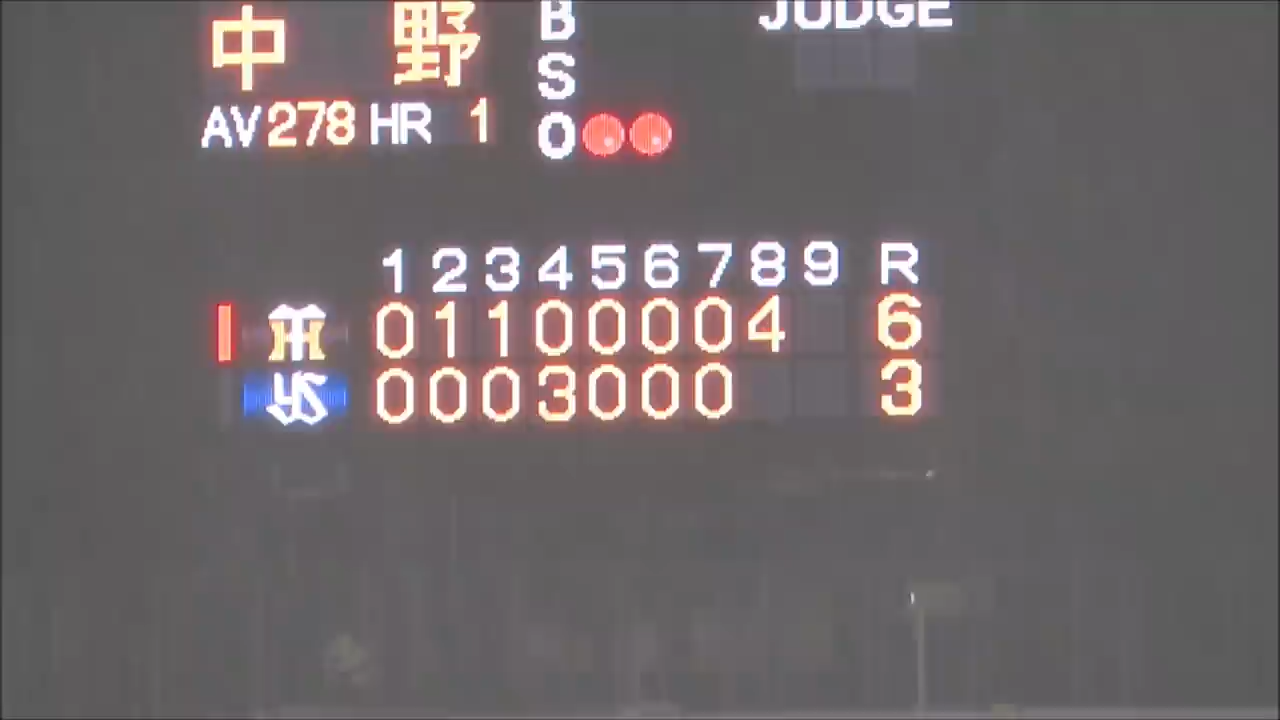 中野
AV278 HR 1
B
S
O
JUDGE
1 2 3 4 5 6 7 8 9 R
0 1 1 0 0 0 0 4 6
YS 0 0 0 3 0 0 0 3